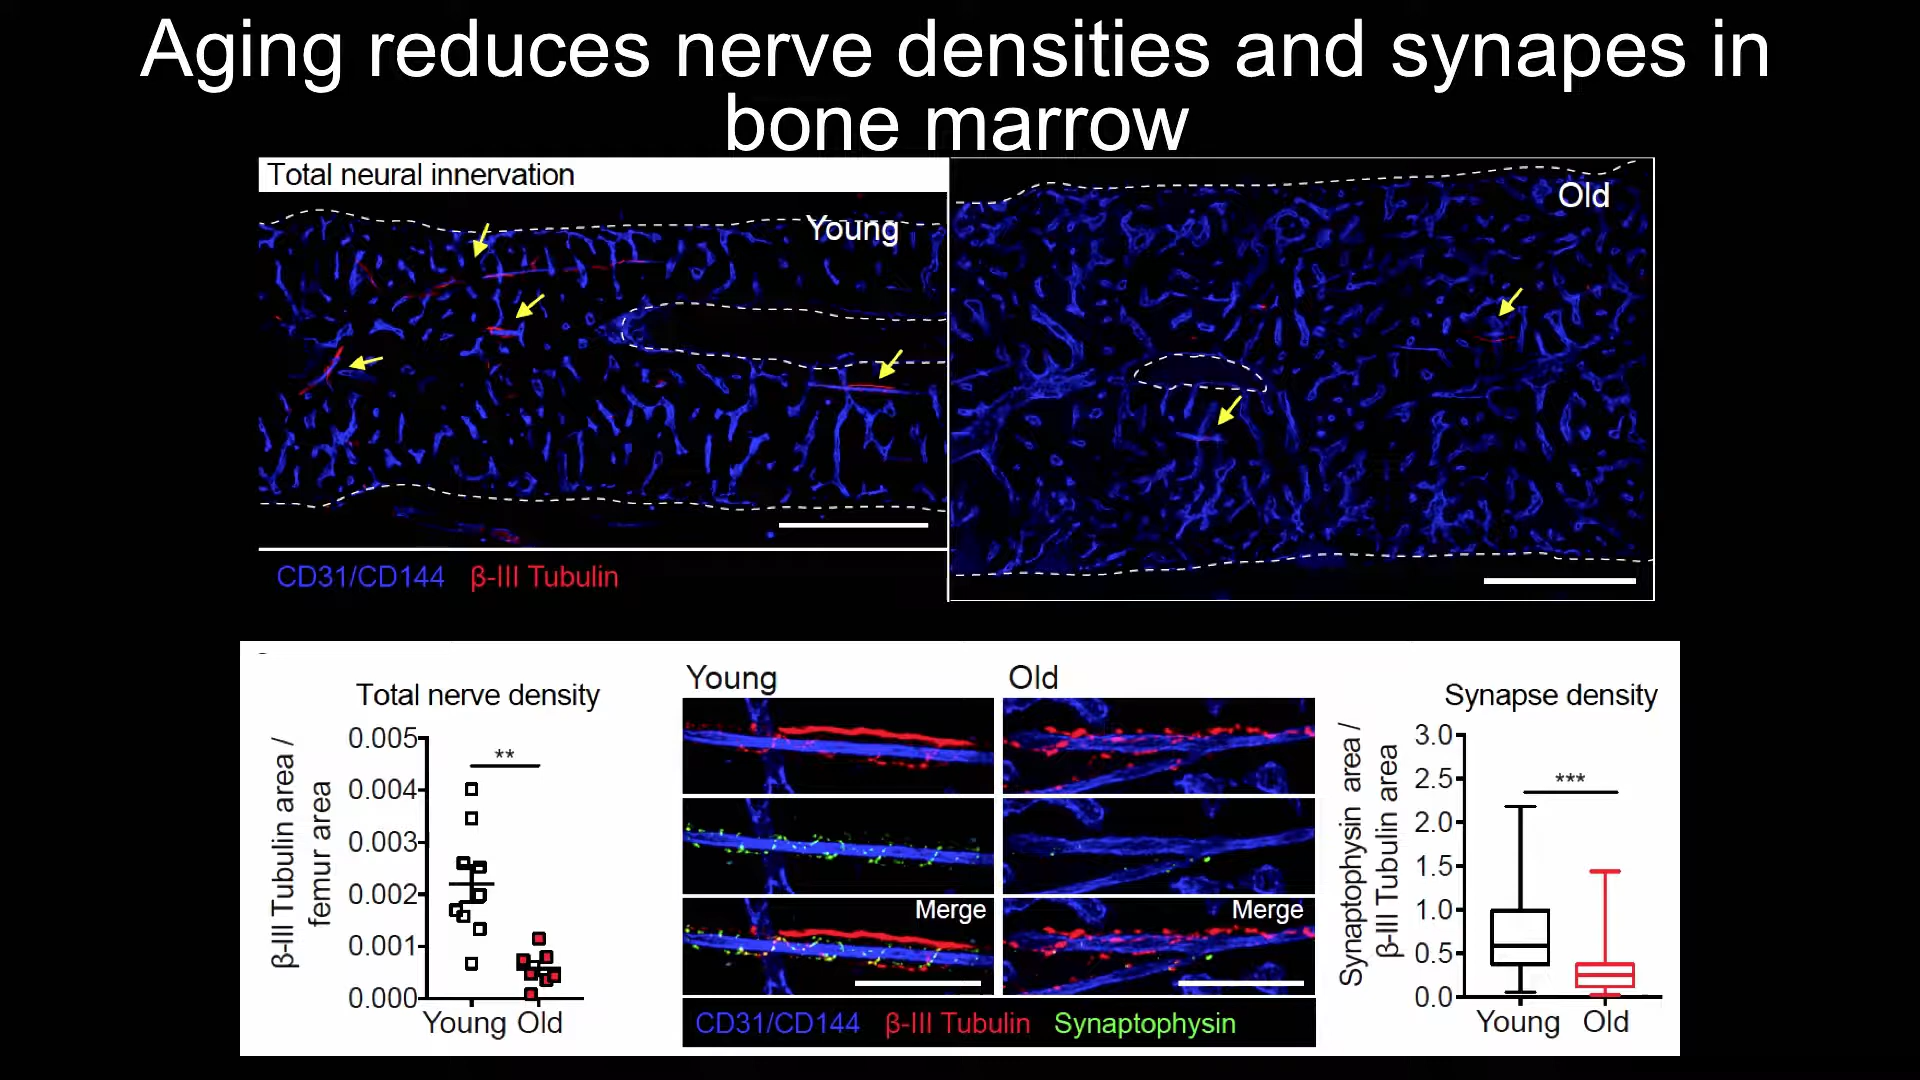 Aging reduces nerve densities and synapes in
bone marrow
Total neural innervation
Young
Old
CD31/CD144 β-III Tubulin
Total nerve density
β-III Tubulin area /
femur area
0.005
0.004
0.003
0.002
0.001
0.000
**
Young Old
Young
Old
Merge
Merge
CD31/CD144 β-III Tubulin Synaptophysin
Synapse density
Synaptophysin area /
β-III Tubulin area
3.0
2.5
2.0
1.5
1.0
0.5
0.0
***
Young Old